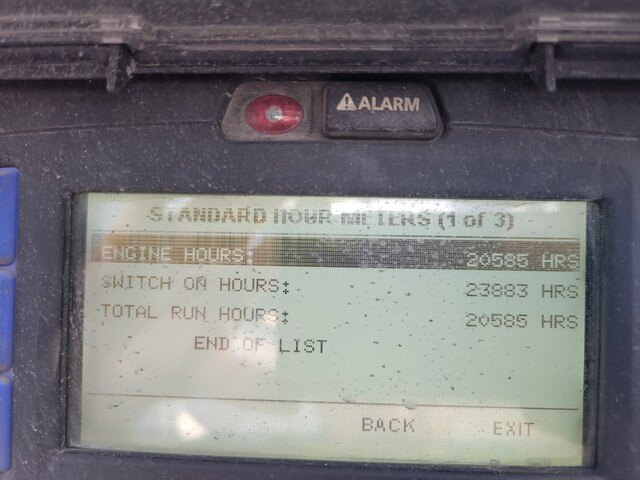 ALARM
STANDARD HOUR METERS (1 of 3)
ENGINE HOURS: 20585 HRS
SWITCH ON HOURS: 23883 HRS
TOTAL RUN HOURS: 20585 HRS
END OF LIST
BACK EXIT